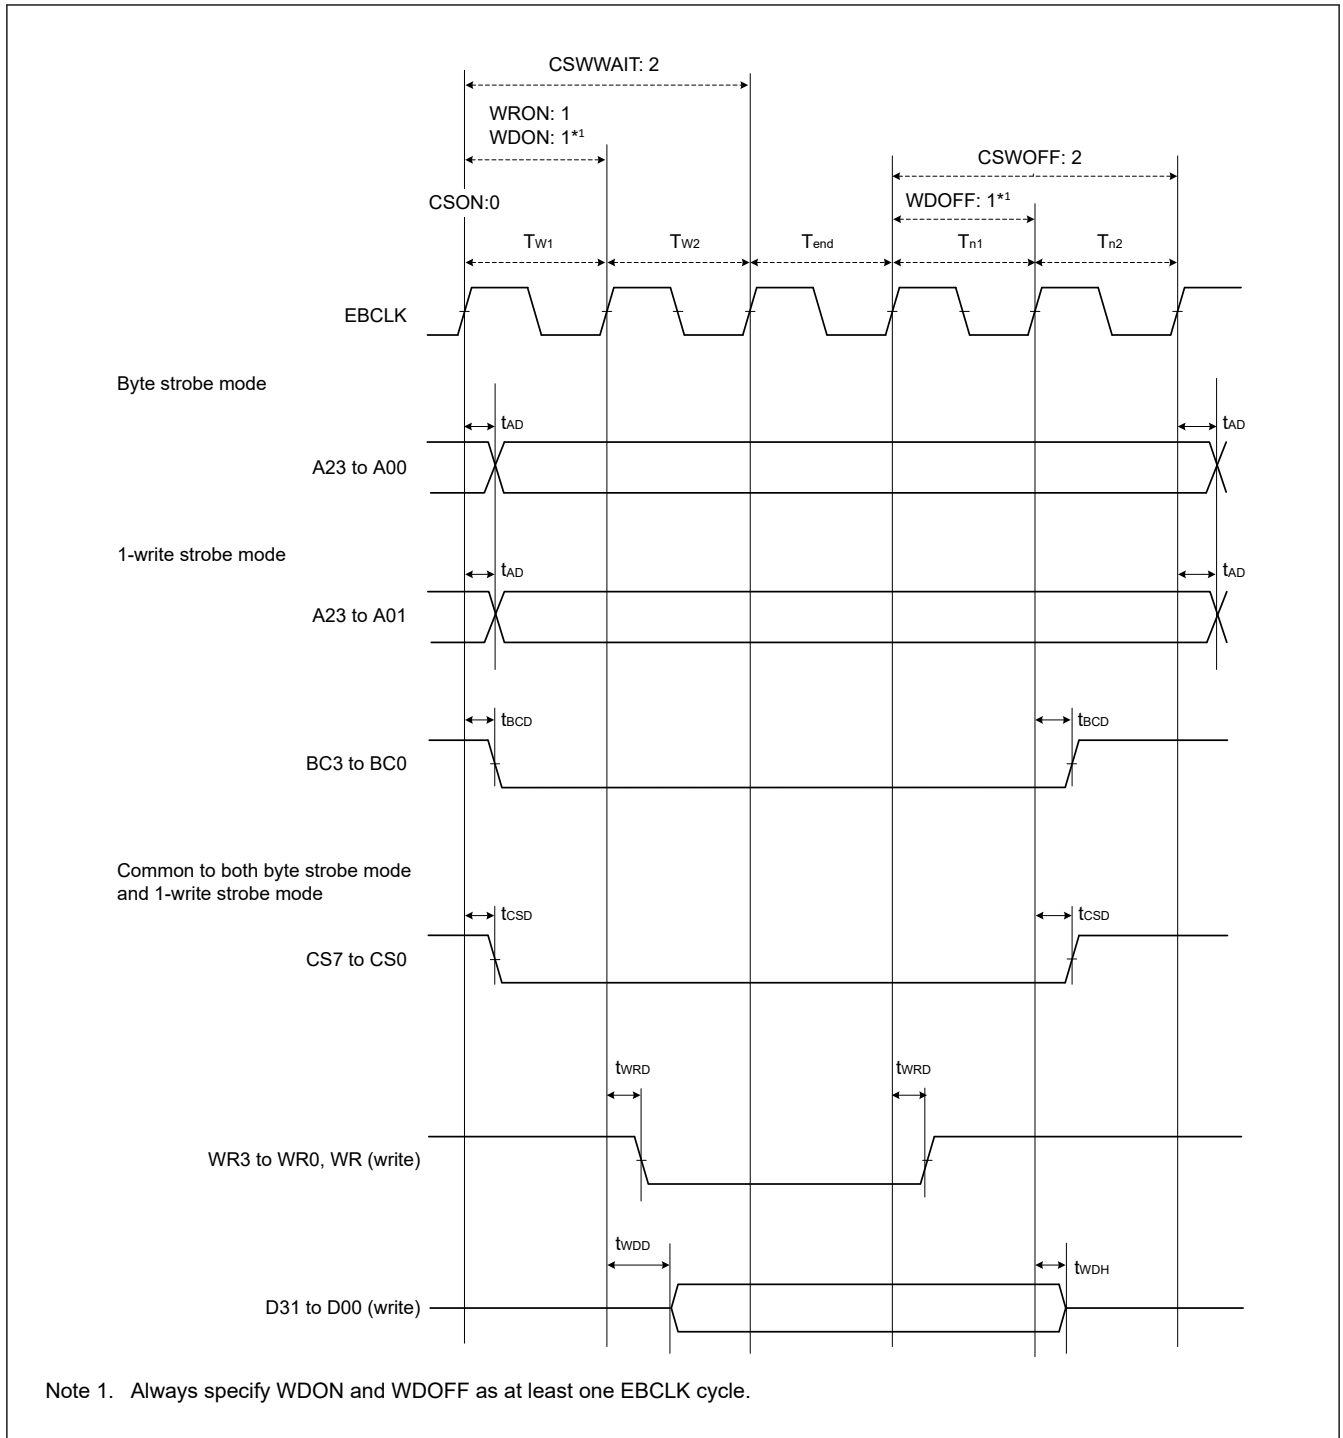 CSWWAIT: 2
WRON: 1
WDON: 1*1
CSWOFF: 2
CSON:0
WDOFF: 1*1
TW1
TW2
Tend
Tn1
Tn2
EBCLK
Byte strobe mode
tAD
tAD
A23 to A00
1-write strobe mode
tAD
tAD
A23 to A01
tBCD
tBCD
BC3 to BC0
Common to both byte strobe mode
and 1-write strobe mode
tCSD
tCSD
CS7 to CS0
tWRD
tWRD
WR3 to WR0, WR (write)
tWDD
tWDH
D31 to D00 (write)
Note 1. Always specify WDON and WDOFF as at least one EBCLK cycle.